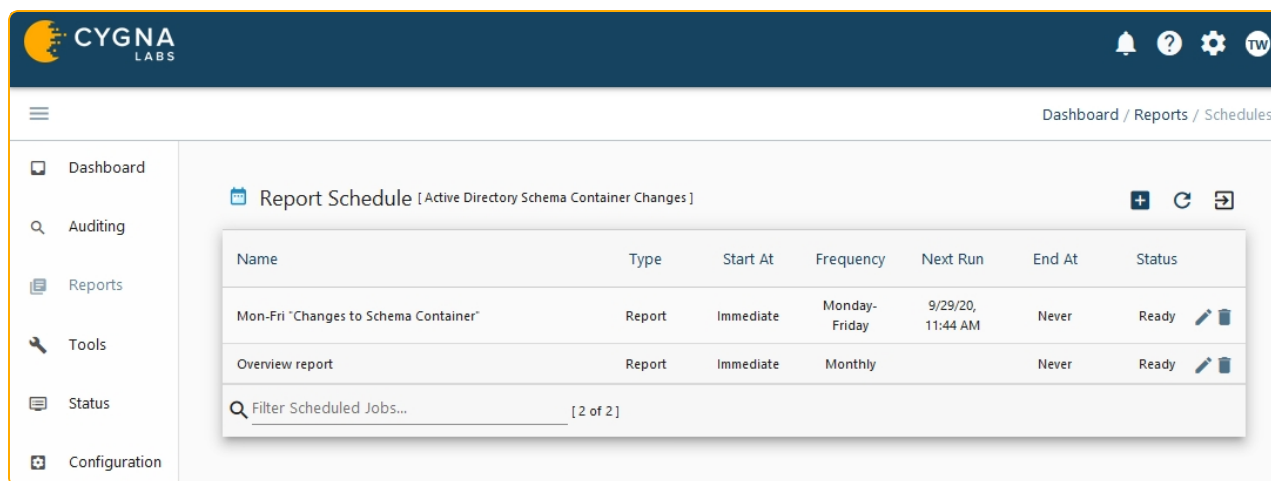 CYGNA
LABS
TW
Dashboard / Reports / Schedules
Dashboard
Auditing
Reports
Tools
Status
Configuration
Report Schedule [ Active Directory Schema Container Changes ]
Name Type Start At Frequency Next Run End At Status
Mon-Fri "Changes to Schema Container" Report Immediate Monday-Friday 9/29/20, 11:44 AM Never Ready
Overview report Report Immediate Monthly Never Ready
Filter Scheduled Jobs... [ 2 of 2 ]